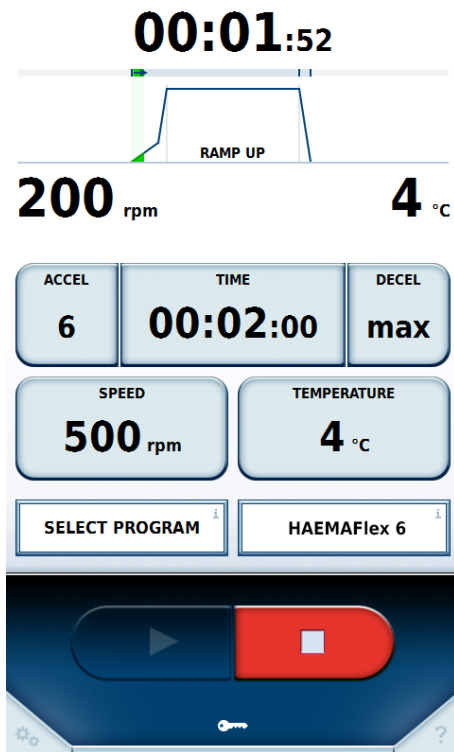 00:01:52
RAMP UP
200 rpm
4 °C
ACCEL
TIME
DECEL
6
00:02:00
max
SPEED
TEMPERATURE
500 rpm
4 °C
SELECT PROGRAM i
HAEMAFlex 6 i
?